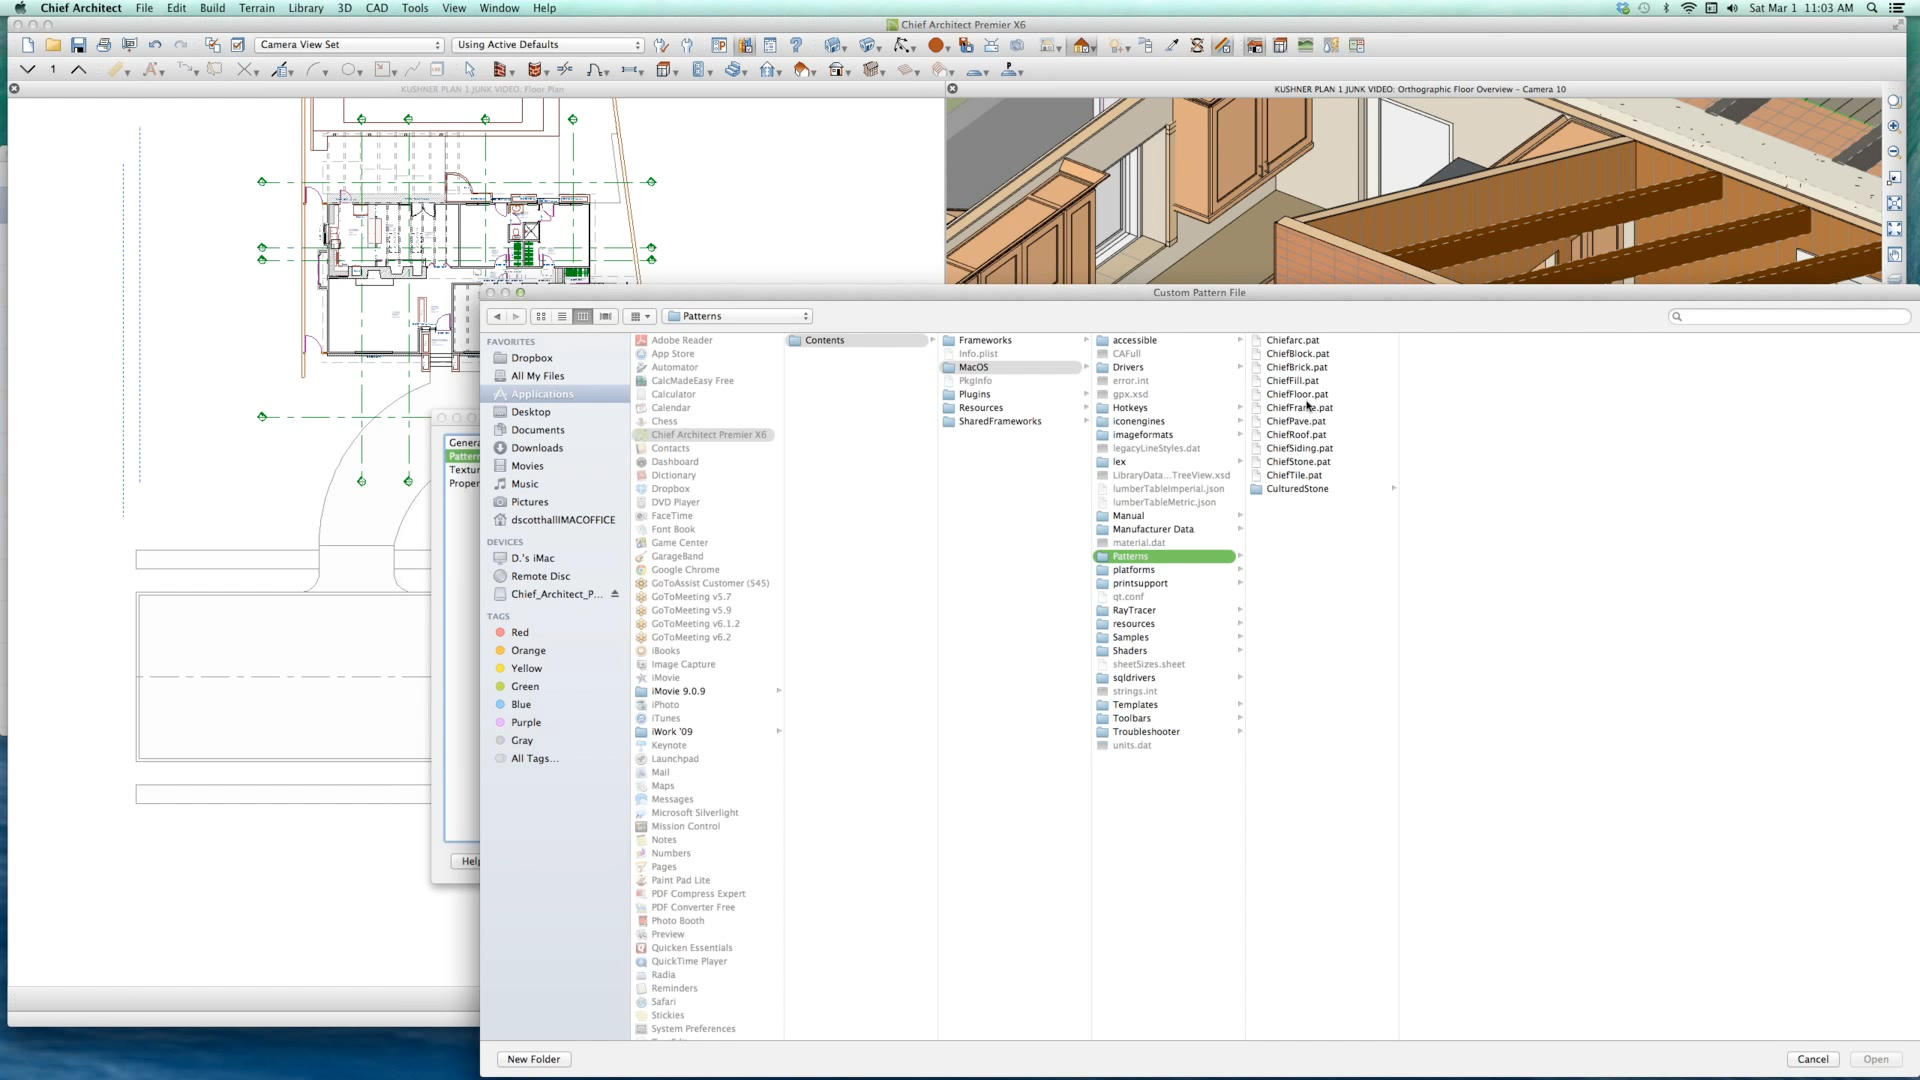 Chief Architect File Edit Build Terrain Library 3D CAD Tools View Window Help Sat Mar 1 11:03 AM
Chief Architect Premier X6
Camera View Set Using Active Defaults
1
KUSHNER PLAN 1 JUNK VIDEO: Floor Plan
KUSHNER PLAN 1 JUNK VIDEO: Orthographic Floor Overview - Camera 10
Custom Pattern File
Patterns
FAVORITES
Dropbox
All My Files
Applications
Desktop
Documents
Downloads
Movies
Music
Pictures
dscotthallIMACOFFICE
DEVICES
D.'s iMac
Remote Disc
Chief_Architect_P...
TAGS
Red
Orange
Yellow
Green
Blue
Purple
Gray
All Tags...
Adobe Reader
App Store
Automator
CalcMadeEasy Free
Calculator
Calendar
Chess
Chief Architect Premier X6
Contacts
Dashboard
Dictionary
Dropbox
DVD Player
FaceTime
Font Book
Game Center
GarageBand
Google Chrome
GoToAssist Customer (545)
GoToMeeting v5.7
GoToMeeting v5.9
GoToMeeting v6.1.2
GoToMeeting v6.2
iBooks
Image Capture
iMovie
iMovie 9.0.9
iPhoto
iTunes
iWork '09
Keynote
Launchpad
Mail
Maps
Messages
Microsoft Silverlight
Mission Control
Notes
Numbers
Pages
Paint Pad Lite
PDF Compress Expert
PDF Converter Free
Photo Booth
Preview
Quicken Essentials
QuickTime Player
Radia
Reminders
Safari
Stickies
System Preferences
Contents
Frameworks
Info.plist
MacOS
PkgInfo
Plugins
Resources
SharedFrameworks
accessible
CAFull
Drivers
error.int
gpx.xsd
Hotkeys
iconengines
imageformats
legacyLineStyles.dat
lex
LibraryData...TreeView.xsd
lumberTableImperial.json
lumberTableMetric.json
Manual
Manufacturer Data
material.dat
Patterns
platforms
printsupport
qt.conf
RayTracer
resources
Samples
Shaders
sheetSizes.sheet
sqldrivers
strings.int
Templates
Toolbars
Troubleshooter
units.dat
Chiefarc.pat
ChiefBlock.pat
ChiefBrick.pat
ChiefFill.pat
ChiefFloor.pat
ChiefFrame.pat
ChiefPave.pat
ChiefRoof.pat
ChiefSiding.pat
ChiefStone.pat
ChiefTile.pat
CulturedStone
Genera
Pattern
Textur
Proper
Help
New Folder
Cancel
Open